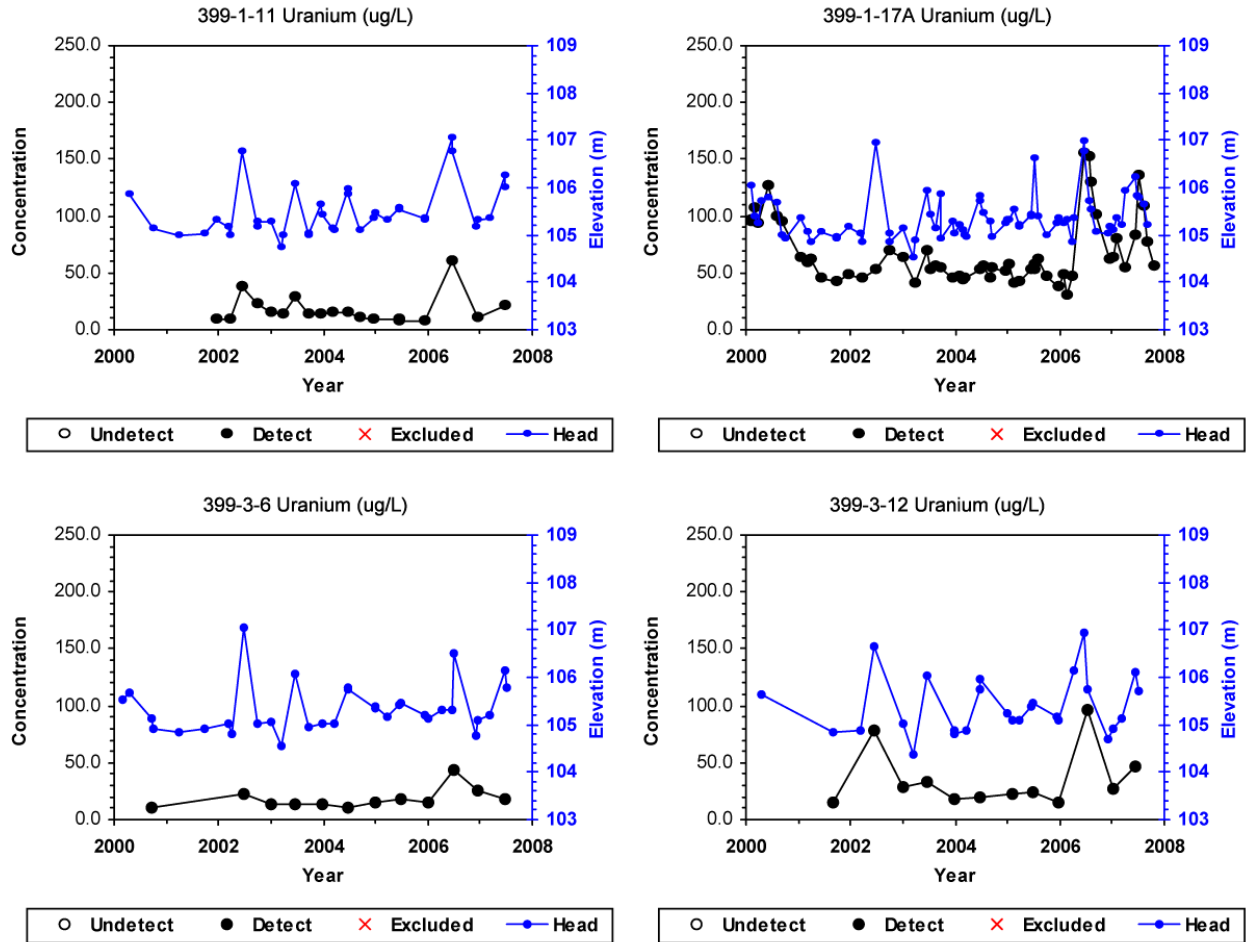 399-1-11 Uranium (ug/L)
250.0
200.0
150.0
100.0
50.0
0.0
Concentration
109
108
107
106
105
104
103
Elevation (m)
2000 2002 2004 2006 2008
Year
Undetect Detect Excluded Head
399-1-17A Uranium (ug/L)
250.0
200.0
150.0
100.0
50.0
0.0
Concentration
109
108
107
106
105
104
103
Elevation (m)
2000 2002 2004 2006 2008
Year
Undetect Detect Excluded Head
399-3-6 Uranium (ug/L)
250.0
200.0
150.0
100.0
50.0
0.0
Concentration
109
108
107
106
105
104
103
Elevation (m)
2000 2002 2004 2006 2008
Year
Undetect Detect Excluded Head
399-3-12 Uranium (ug/L)
250.0
200.0
150.0
100.0
50.0
0.0
Concentration
109
108
107
106
105
104
103
Elevation (m)
2000 2002 2004 2006 2008
Year
Undetect Detect Excluded Head